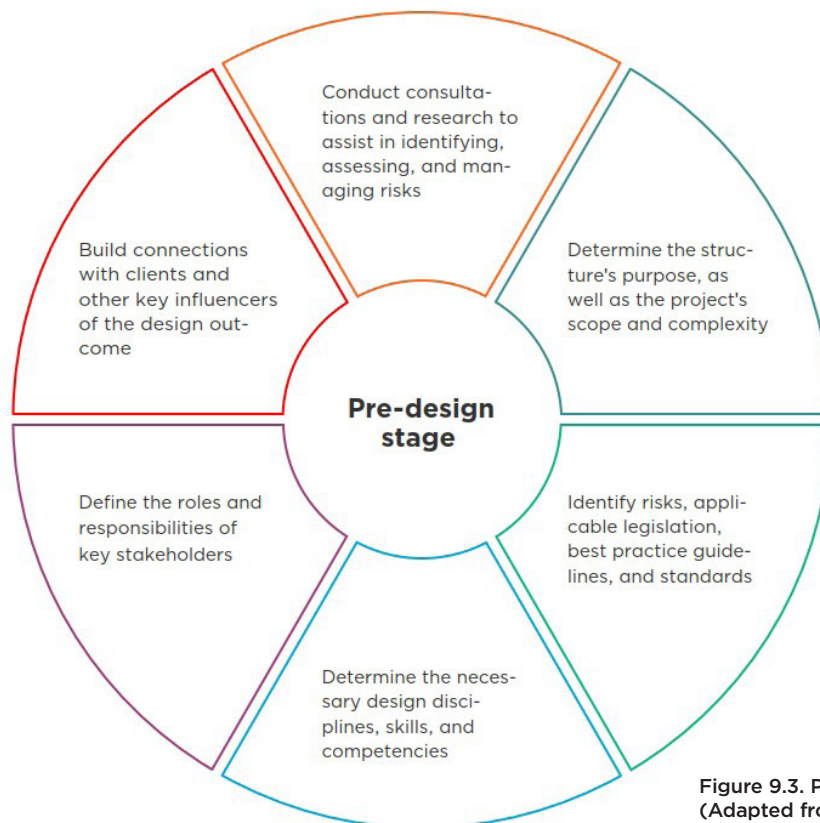 Conduct consulta-
tions and research to
assist in identifying,
assessing, and man-
aging risks
Determine the struc-
ture's purpose, as
well as the project's
scope and complexity
Identify risks, appli-
cable legislation,
best practice guide-
lines, and standards
Determine the neces-
sary design disci-
plines, skills, and
competencies
Define the roles and
responsibilities of
key stakeholders
Build connections
with clients and
other key influencers
of the design out-
come
Pre-design
stage
Figure 9.3. P
(Adapted fro